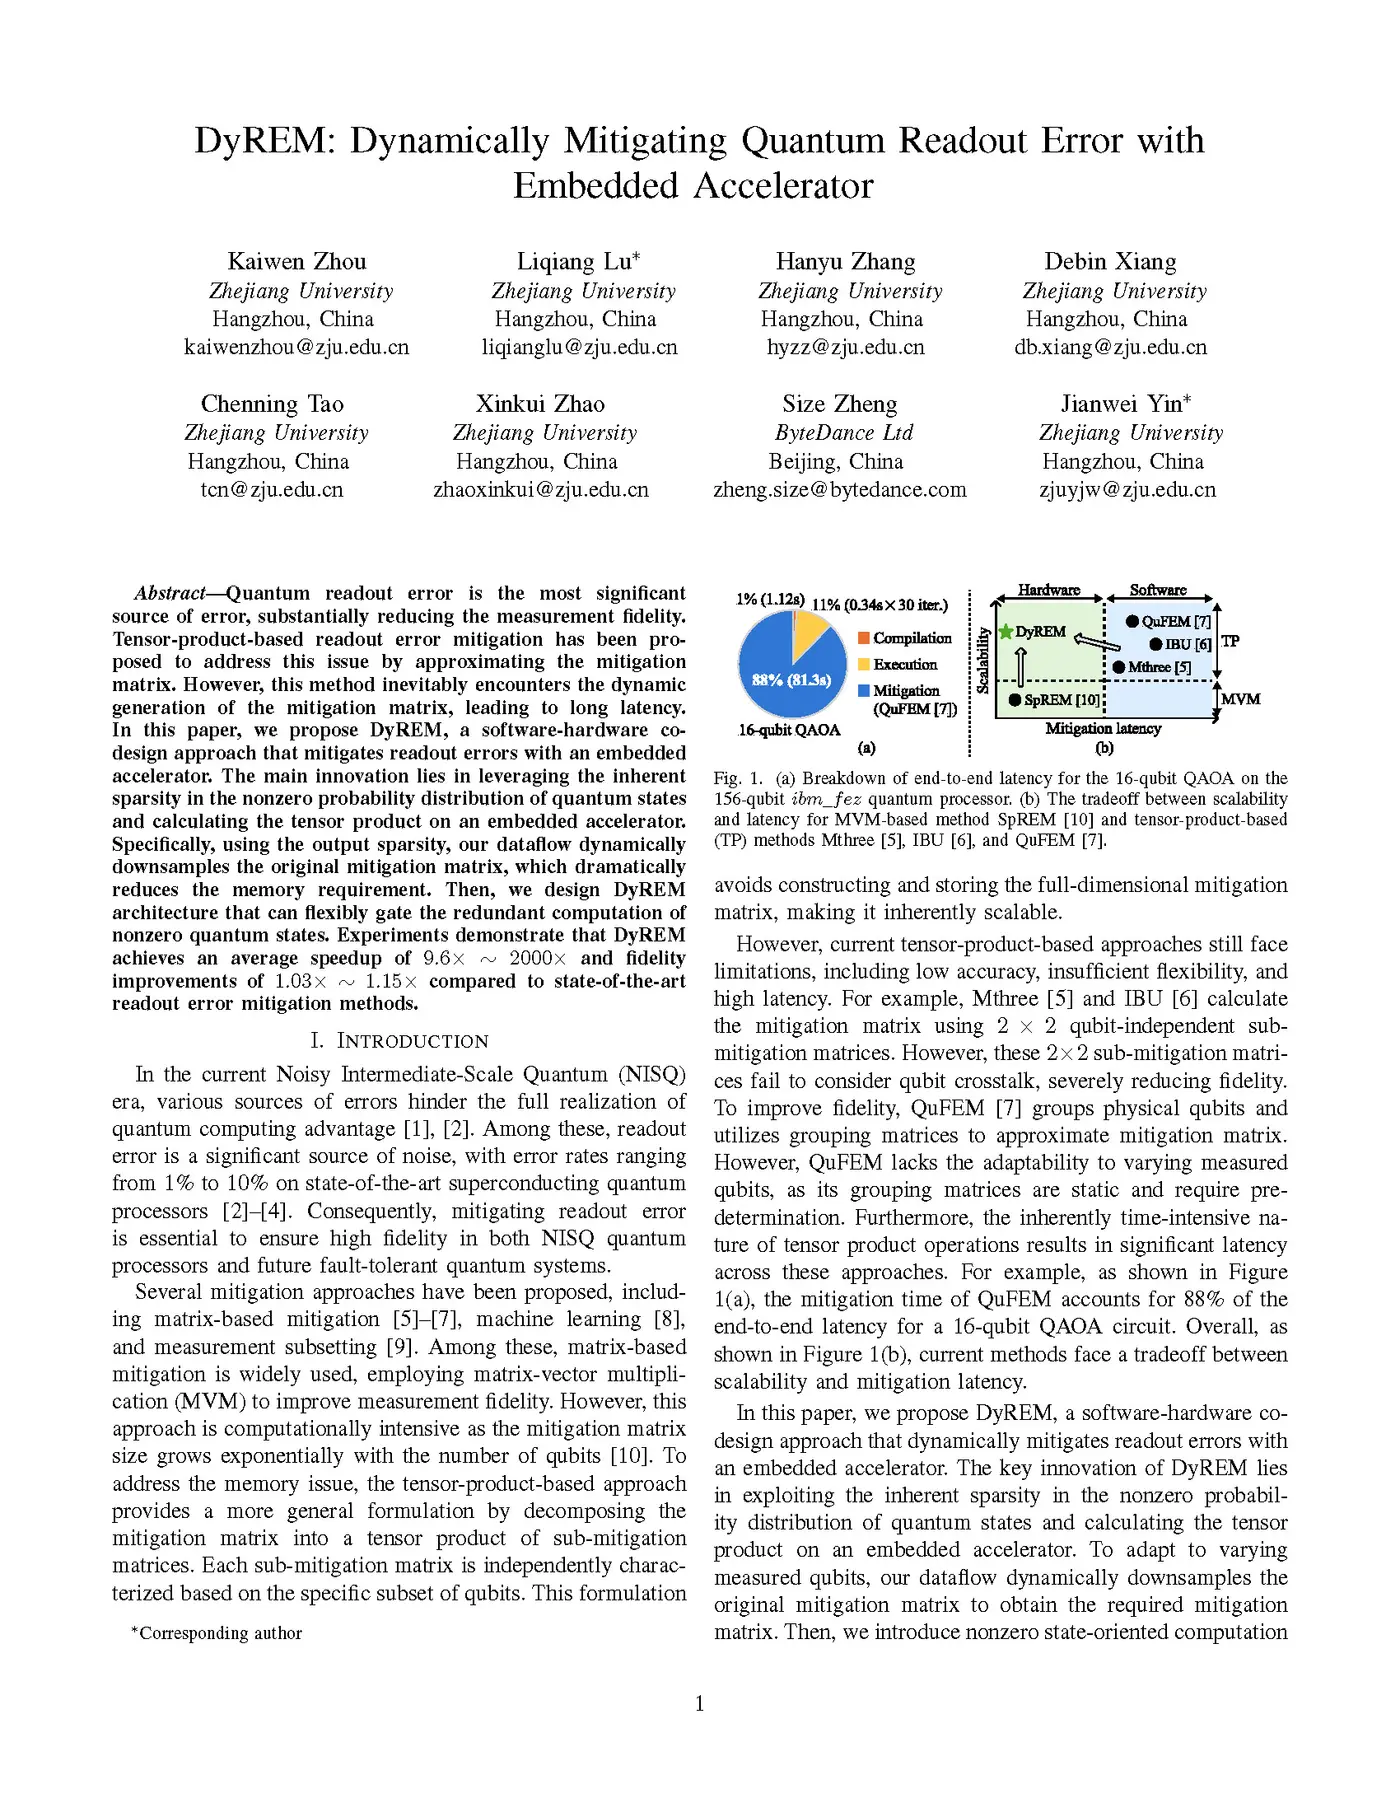 DyREM: Dynamically Mitigating Quantum Readout Error with
Embedded Accelerator
Kaiwen Zhou
Zhejiang University
Hangzhou, China
kaiwenzhou@zju.edu.cn
Liqiang Lu*
Zhejiang University
Hangzhou, China
liqianglu@zju.edu.cn
Hanyu Zhang
Zhejiang University
Hangzhou, China
hyzz@zju.edu.cn
Debin Xiang
Zhejiang University
Hangzhou, China
db.xiang@zju.edu.cn
Chenning Tao
Zhejiang University
Hangzhou, China
tcn@zju.edu.cn
Xinkui Zhao
Zhejiang University
Hangzhou, China
zhaoxinkui@zju.edu.cn
Size Zheng
ByteDance Ltd
Beijing, China
zheng.size@bytedance.com
Jianwei Yin*
Zhejiang University
Hangzhou, China
zjuyjw@zju.edu.cn
Abstract—Quantum readout error is the most significant
source of error, substantially reducing the measurement fidelity.
Tensor-product-based readout error mitigation has been pro-
posed to address this issue by approximating the mitigation
matrix. However, this method inevitably encounters the dynamic
generation of the mitigation matrix, leading to long latency.
In this paper, we propose DyREM, a software-hardware co-
design approach that mitigates readout errors with an embedded
accelerator. The main innovation lies in leveraging the inherent
sparsity in the nonzero probability distribution of quantum states
and calculating the tensor product on an embedded accelerator.
Specifically, using the output sparsity, our dataflow dynamically
downsamples the original mitigation matrix, which dramatically
reduces the memory requirement. Then, we design DyREM
architecture that can flexibly gate the redundant computation of
nonzero quantum states. Experiments demonstrate that DyREM
achieves an average speedup of 9.6× ∼ 2000× and fidelity
improvements of 1.03× ∼ 1.15× compared to state-of-the-art
readout error mitigation methods.
I. INTRODUCTION
In the current Noisy Intermediate-Scale Quantum (NISQ)
era, various sources of errors hinder the full realization of
quantum computing advantage [1], [2]. Among these, readout
error is a significant source of noise, with error rates ranging
from 1% to 10% on state-of-the-art superconducting quantum
processors [2]–[4]. Consequently, mitigating readout error
is essential to ensure high fidelity in both NISQ quantum
processors and future fault-tolerant quantum systems.
Several mitigation approaches have been proposed, includ-
ing matrix-based mitigation [5]–[7], machine learning [8],
and measurement subsetting [9]. Among these, matrix-based
mitigation is widely used, employing matrix-vector multipli-
cation (MVM) to improve measurement fidelity. However, this
approach is computationally intensive as the mitigation matrix
size grows exponentially with the number of qubits [10]. To
address the memory issue, the tensor-product-based approach
provides a more general formulation by decomposing the
mitigation matrix into a tensor product of sub-mitigation
matrices. Each sub-mitigation matrix is independently charac-
terized based on the specific subset of qubits. This formulation
*Corresponding author
1% (1.12s)
11% (0.34s×30 iter.)
88% (81.3s)
Compilation
Execution
Mitigation
(QuFEM [7])
16-qubit QAOA
(a)
Hardware
Software
Scalability
DyREM
QuFEM [7]
IBU [6]
Mthree [5]
SpREM [10]
TP
MVM
Mitigation latency
(b)
Fig. 1. (a) Breakdown of end-to-end latency for the 16-qubit QAOA on the
156-qubit ibm_fez quantum processor. (b) The tradeoff between scalability
and latency for MVM-based method SpREM [10] and tensor-product-based
(TP) methods Mthree [5], IBU [6], and QuFEM [7].
avoids constructing and storing the full-dimensional mitigation
matrix, making it inherently scalable.
However, current tensor-product-based approaches still face
limitations, including low accuracy, insufficient flexibility, and
high latency. For example, Mthree [5] and IBU [6] calculate
the mitigation matrix using 2 × 2 qubit-independent sub-
mitigation matrices. However, these 2×2 sub-mitigation matri-
ces fail to consider qubit crosstalk, severely reducing fidelity.
To improve fidelity, QuFEM [7] groups physical qubits and
utilizes grouping matrices to approximate mitigation matrix.
However, QuFEM lacks the adaptability to varying measured
qubits, as its grouping matrices are static and require pre-
determination. Furthermore, the inherently time-intensive na-
ture of tensor product operations results in significant latency
across these approaches. For example, as shown in Figure
1(a), the mitigation time of QuFEM accounts for 88% of the
end-to-end latency for a 16-qubit QAOA circuit. Overall, as
shown in Figure 1(b), current methods face a tradeoff between
scalability and mitigation latency.
In this paper, we propose DyREM, a software-hardware co-
design approach that dynamically mitigates readout errors with
an embedded accelerator. The key innovation of DyREM lies
in exploiting the inherent sparsity in the nonzero probabil-
ity distribution of quantum states and calculating the tensor
product on an embedded accelerator. To adapt to varying
measured qubits, our dataflow dynamically downsamples the
original mitigation matrix to obtain the required mitigation
matrix. Then, we introduce nonzero state-oriented computation
1